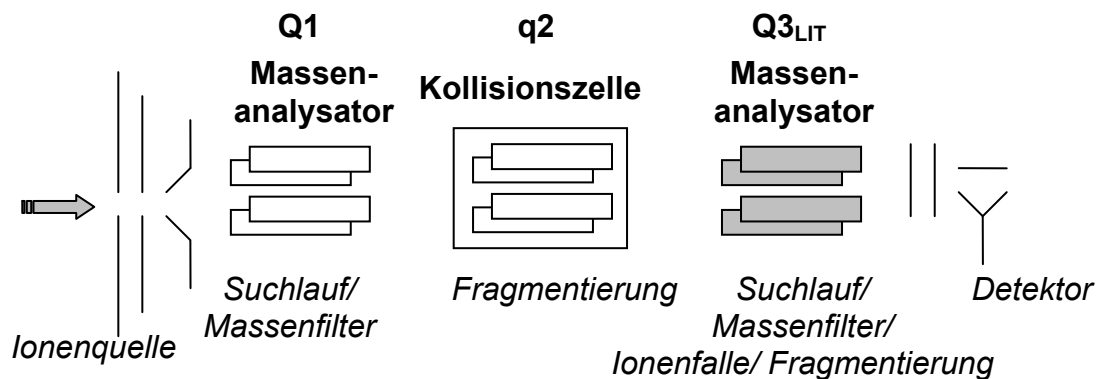 Q1
q2
Q3LIT
Massen-
analysator
Kollisionszelle
Massen-
analysator
Suchlauf/
Massenfilter
Fragmentierung
Suchlauf/
Massenfilter/
Ionenfalle/ Fragmentierung
Detektor
Ionenquelle